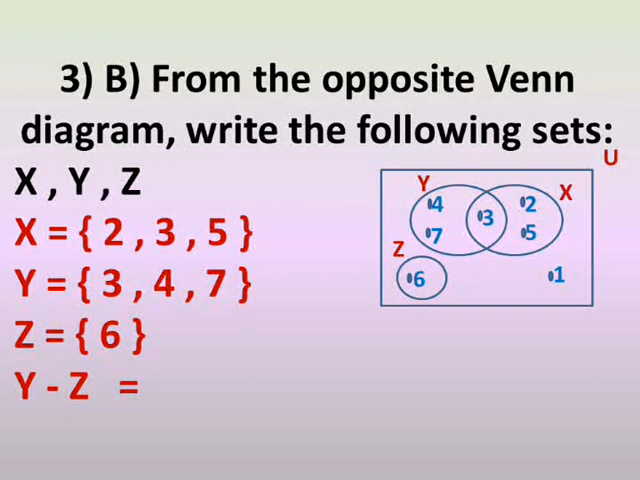 3) B) From the opposite Venn
diagram, write the following sets:
X , Y , Z
X = { 2 , 3 , 5 }
Y = { 3 , 4 , 7 }
Z = { 6 }
Y - Z =
U
Y
X
4
2
3
7
5
Z
6
1